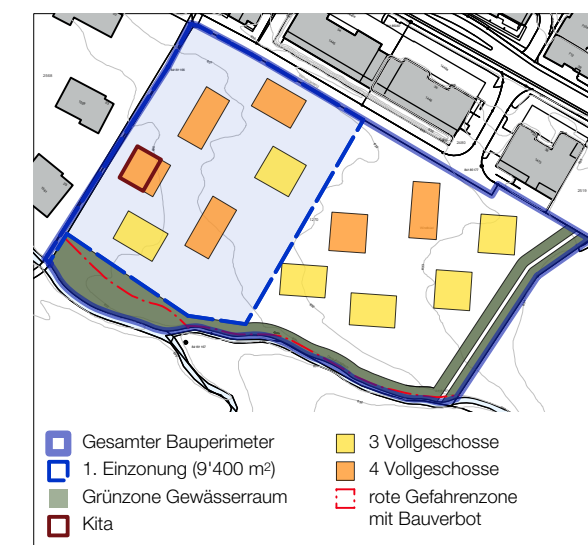 Gesamter Bauperimeter
1. Einzonung (9'400 m²)
Grünzone Gewässerraum
Kita
3 Vollgeschosse
4 Vollgeschosse
rote Gefahrenzone
mit Bauverbot